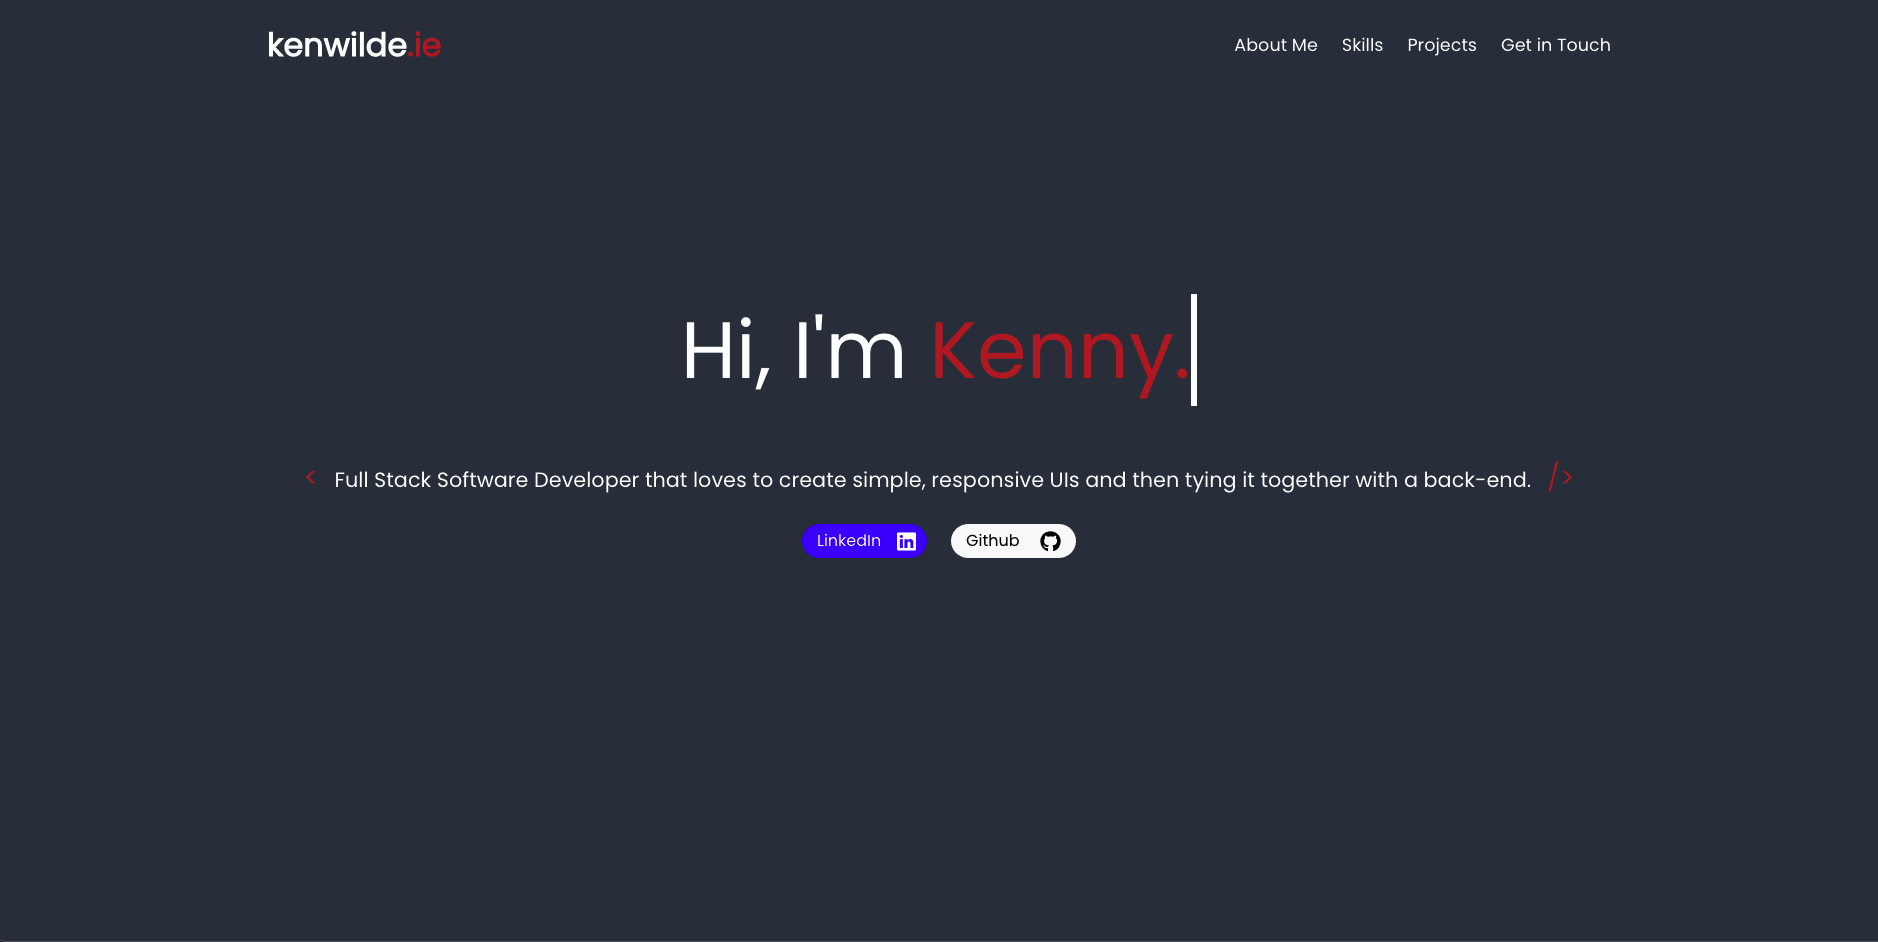 kenwilde.ie
About Me Skills Projects Get in Touch
Hi, I'm Kenny.
< Full Stack Software Developer that loves to create simple, responsive UIs and then tying it together with a back-end. />
LinkedIn in Github